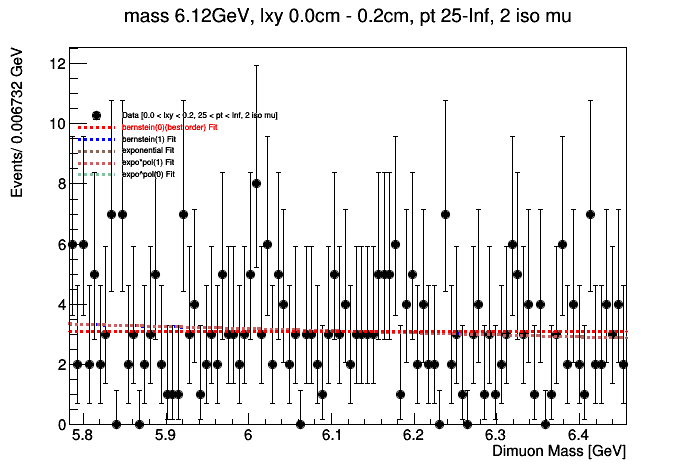 mass 6.12GeV, lxy 0.0cm - 0.2cm, pt 25-Inf, 2 iso mu
Events/ 0.006732 GeV
12
10
8
6
4
2
0
Data [0.0 < lxy < 0.2, 25 < pt < Inf, 2 iso mu]
bernstein(0)(best order) Fit
bernstein(1) Fit
exponential Fit
expo*pol(1) Fit
expo^pol(0) Fit
5.8 5.9 6 6.1 6.2 6.3 6.4
Dimuon Mass [GeV]